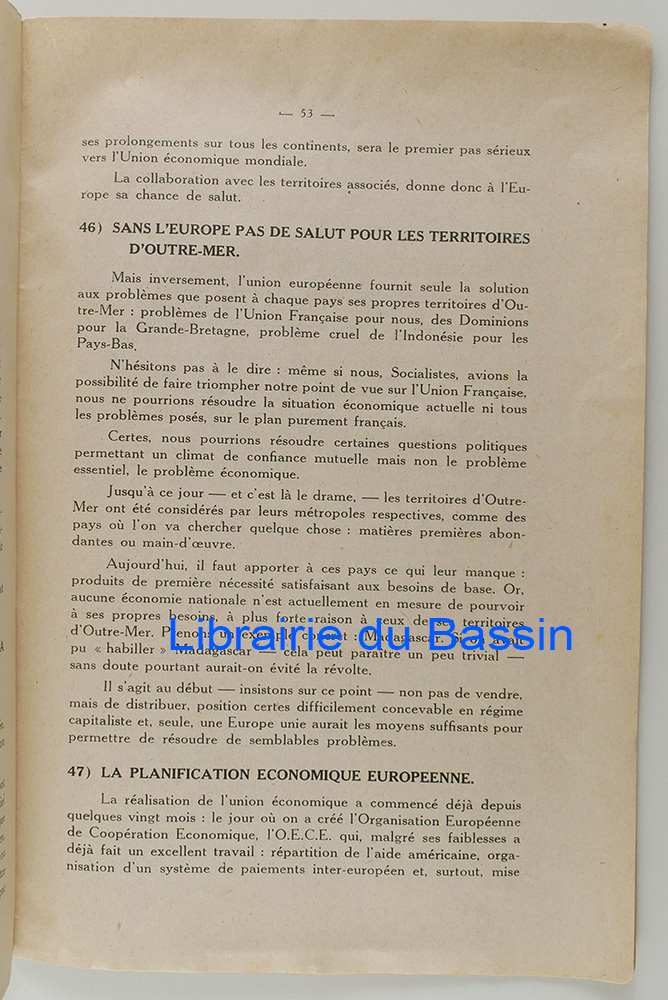 — 53 —
ses prolongements sur tous les continents, sera le premier pas sérieux
vers l'Union économique mondiale.
La collaboration avec les territoires associés, donne donc à l'Eu-
rope sa chance de salut.
46) SANS L'EUROPE PAS DE SALUT POUR LES TERRITOIRES
D'OUTRE-MER.
Mais inversement, l'union européenne fournit seule la solution
aux problèmes que posent à chaque pays ses propres territoires d'Ou-
tre-Mer : problèmes de l'Union Française pour nous, des Dominions
pour la Grande-Bretagne, problème cruel de l'Indonésie pour les
Pays-Bas.
N'hésitons pas à le dire : même si nous, Socialistes, avions la
possibilité de faire triompher notre point de vue sur l'Union Française,
nous ne pourrions résoudre la situation économique actuelle ni tous
les problèmes posés, sur le plan purement français.
Certes, nous pourrions résoudre certaines questions politiques
permettant un climat de confiance mutuelle mais non le problème
essentiel, le problème économique.
Jusqu'à ce jour — et c'est là le drame, — les territoires d'Outre-
Mer ont été considérés par leurs métropoles respectives, comme des
pays où l'on va chercher quelque chose : matières premières abon-
dantes ou main-d'œuvre.
Aujourd'hui, il faut apporter à ces pays ce qui leur manque :
produits de première nécessité satisfaisant aux besoins de base. Or,
aucune économie nationale n'est actuellement en mesure de pourvoir
à ses propres besoins, à plus forte raison à ceux de ses territoires
d'Outre-Mer. Prenons un exemple concret : Madagascar. Si on avait
pu « habiller » Madagascar — cela peut paraître un peu trivial —
sans doute pourtant aurait-on évité la révolte.
Librairie du Bassin
Il s'agit au début — insistons sur ce point — non pas de vendre,
mais de distribuer, position certes difficilement concevable en régime
capitaliste et, seule, une Europe unie aurait les moyens suffisants pour
permettre de résoudre de semblables problèmes.
47) LA PLANIFICATION ECONOMIQUE EUROPEENNE.
La réalisation de l'union économique a commencé déjà depuis
quelques vingt mois : le jour où on a créé l'Organisation Européenne
de Coopération Economique, l'O.E.C.E. qui, malgré ses faiblesses a
déjà fait un excellent travail : répartition de l'aide américaine, orga-
nisation d'un système de paiements inter-européen et, surtout, mise